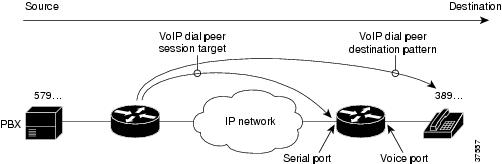 Source
Destination
VoIP dial peer
session target
VoIP dial peer
destination pattern
579...
389...
PBX
IP network
Serial port
Voice port